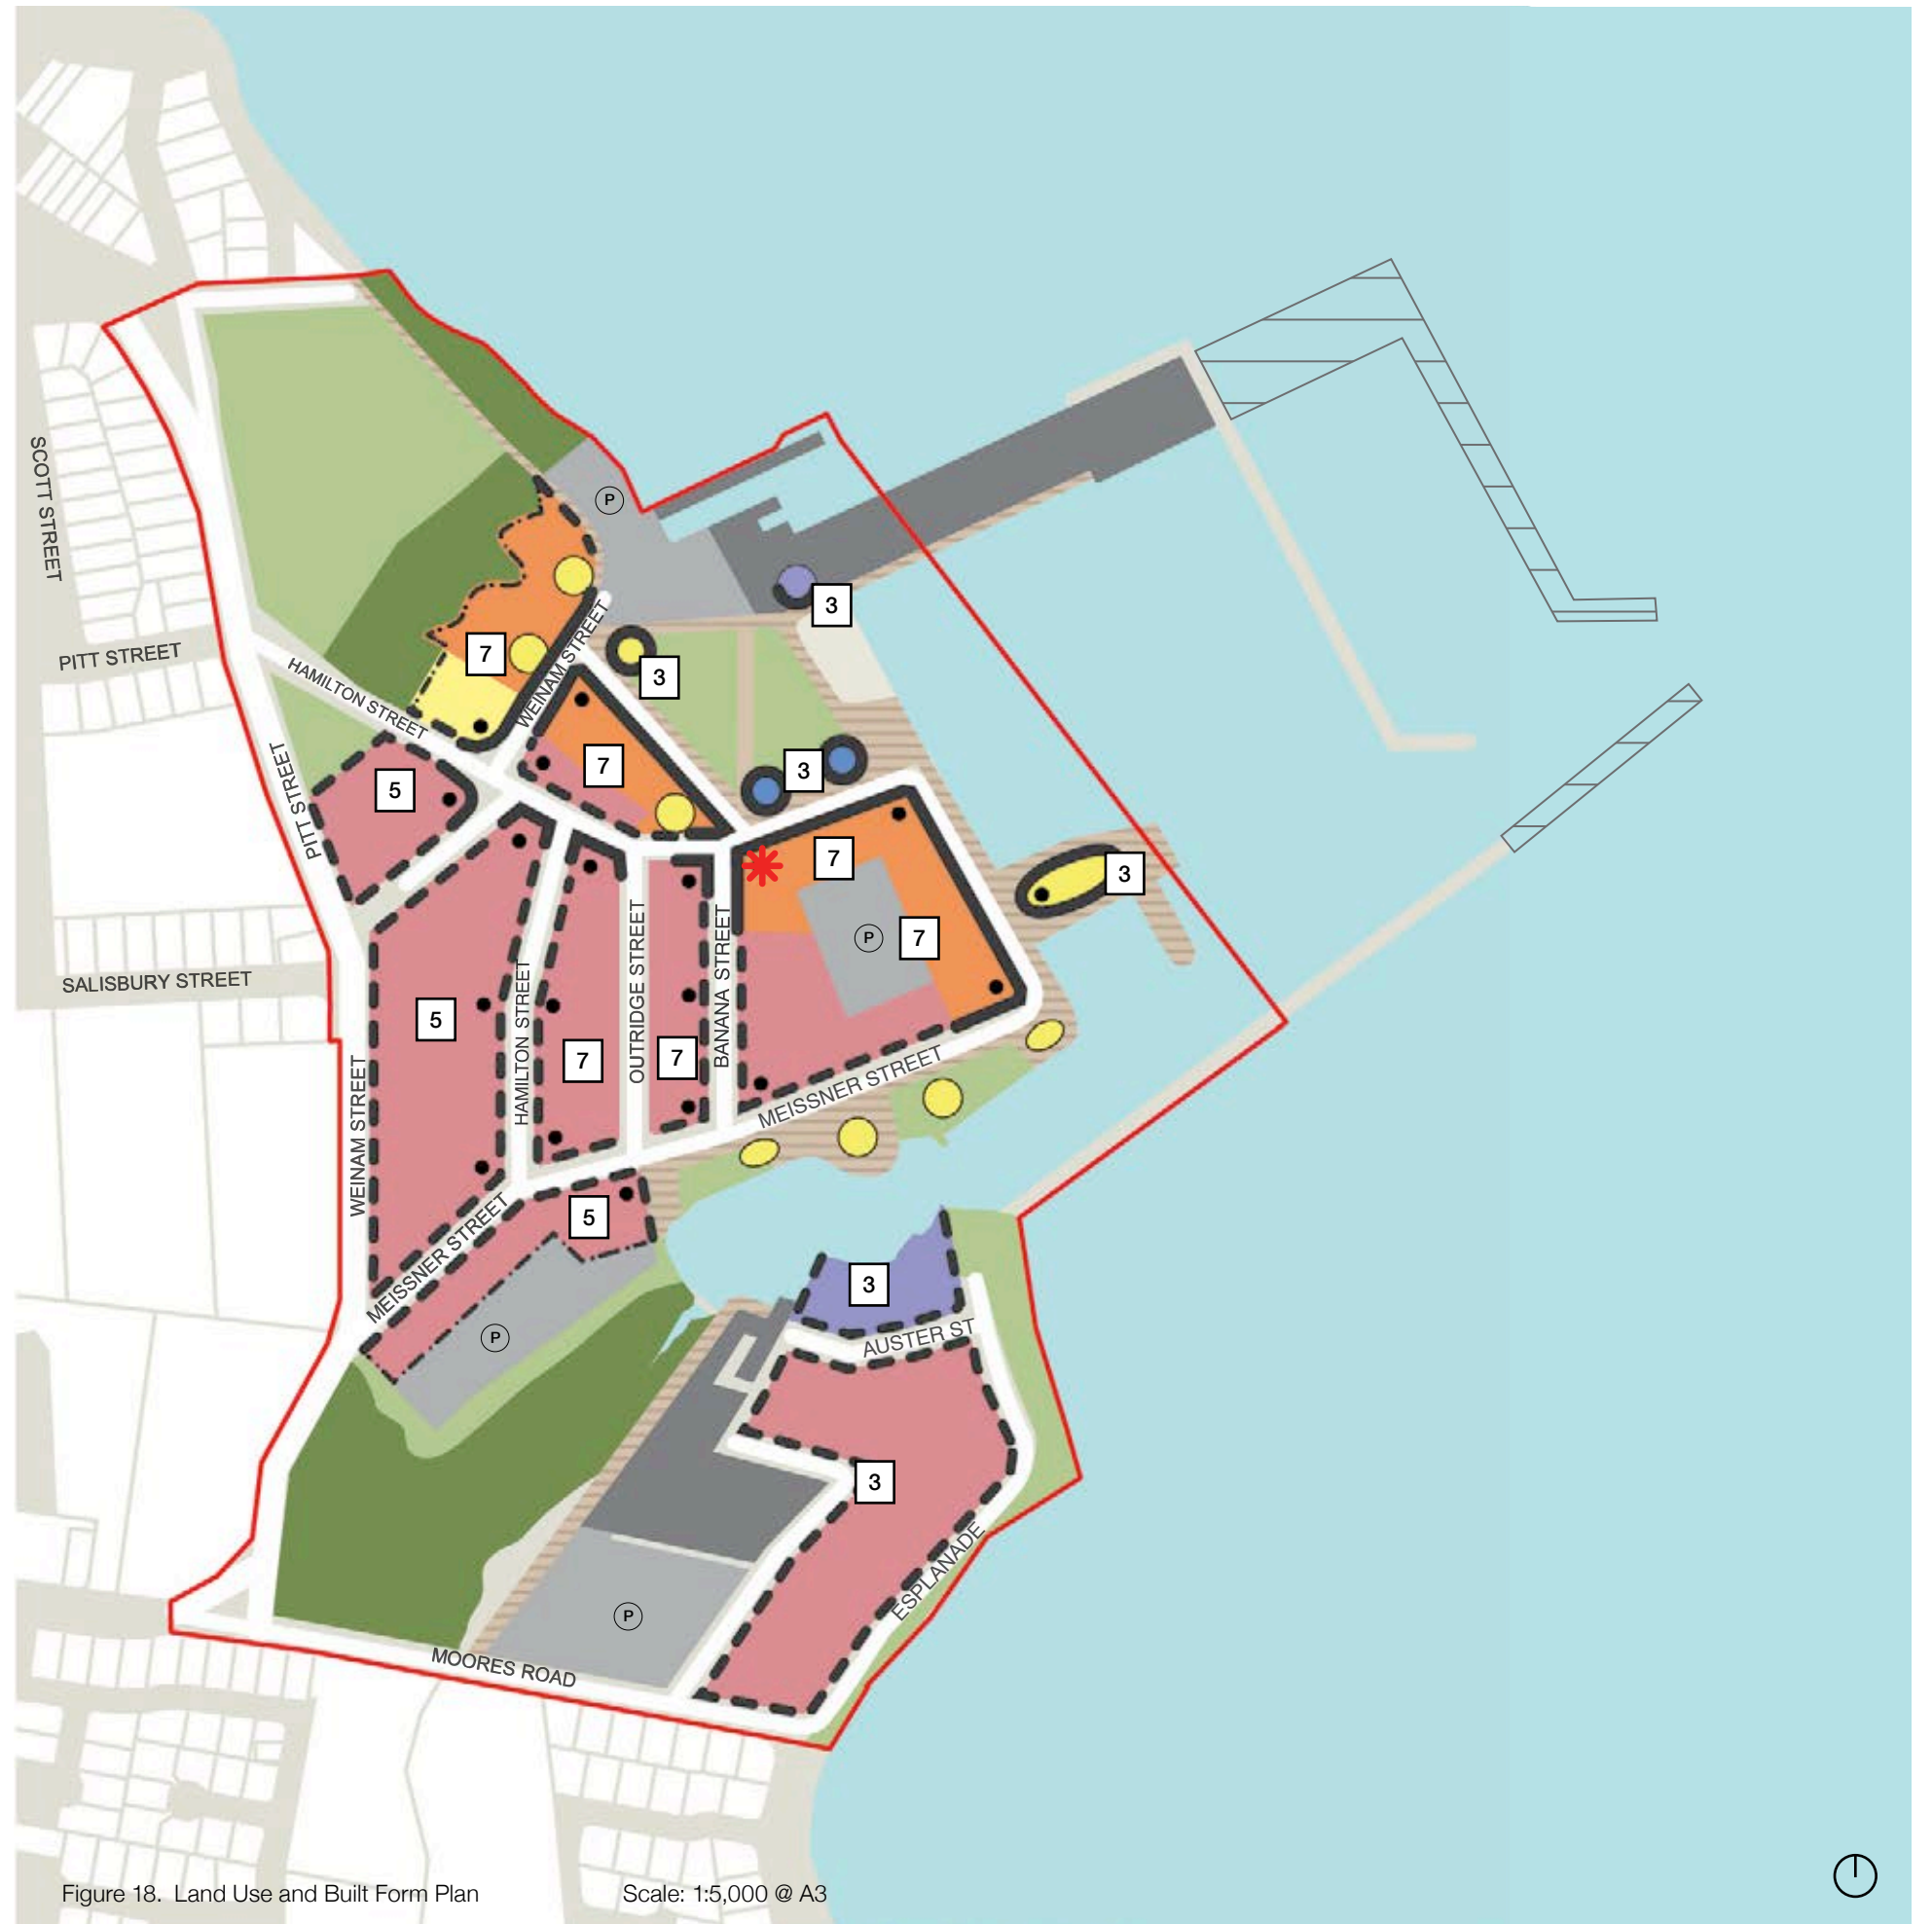 SCOTT STREET
P
3
PITT STREET
HAMILTON STREET
7
WEINAM STREET
3
PITT STREET
5
7
3
7
3
P
7
SALISBURY STREET
5
HAMILTON STREET
7
OUTRIDGE STREET
7
BANANA STREET
MEISSNER STREET
WEINAM STREET
MEISSNER STREET
5
3
P
AUSTER ST
3
ESPLANADE
P
MOORES ROAD
Figure 18. Land Use and Built Form Plan
Scale: 1:5,000 @ A3